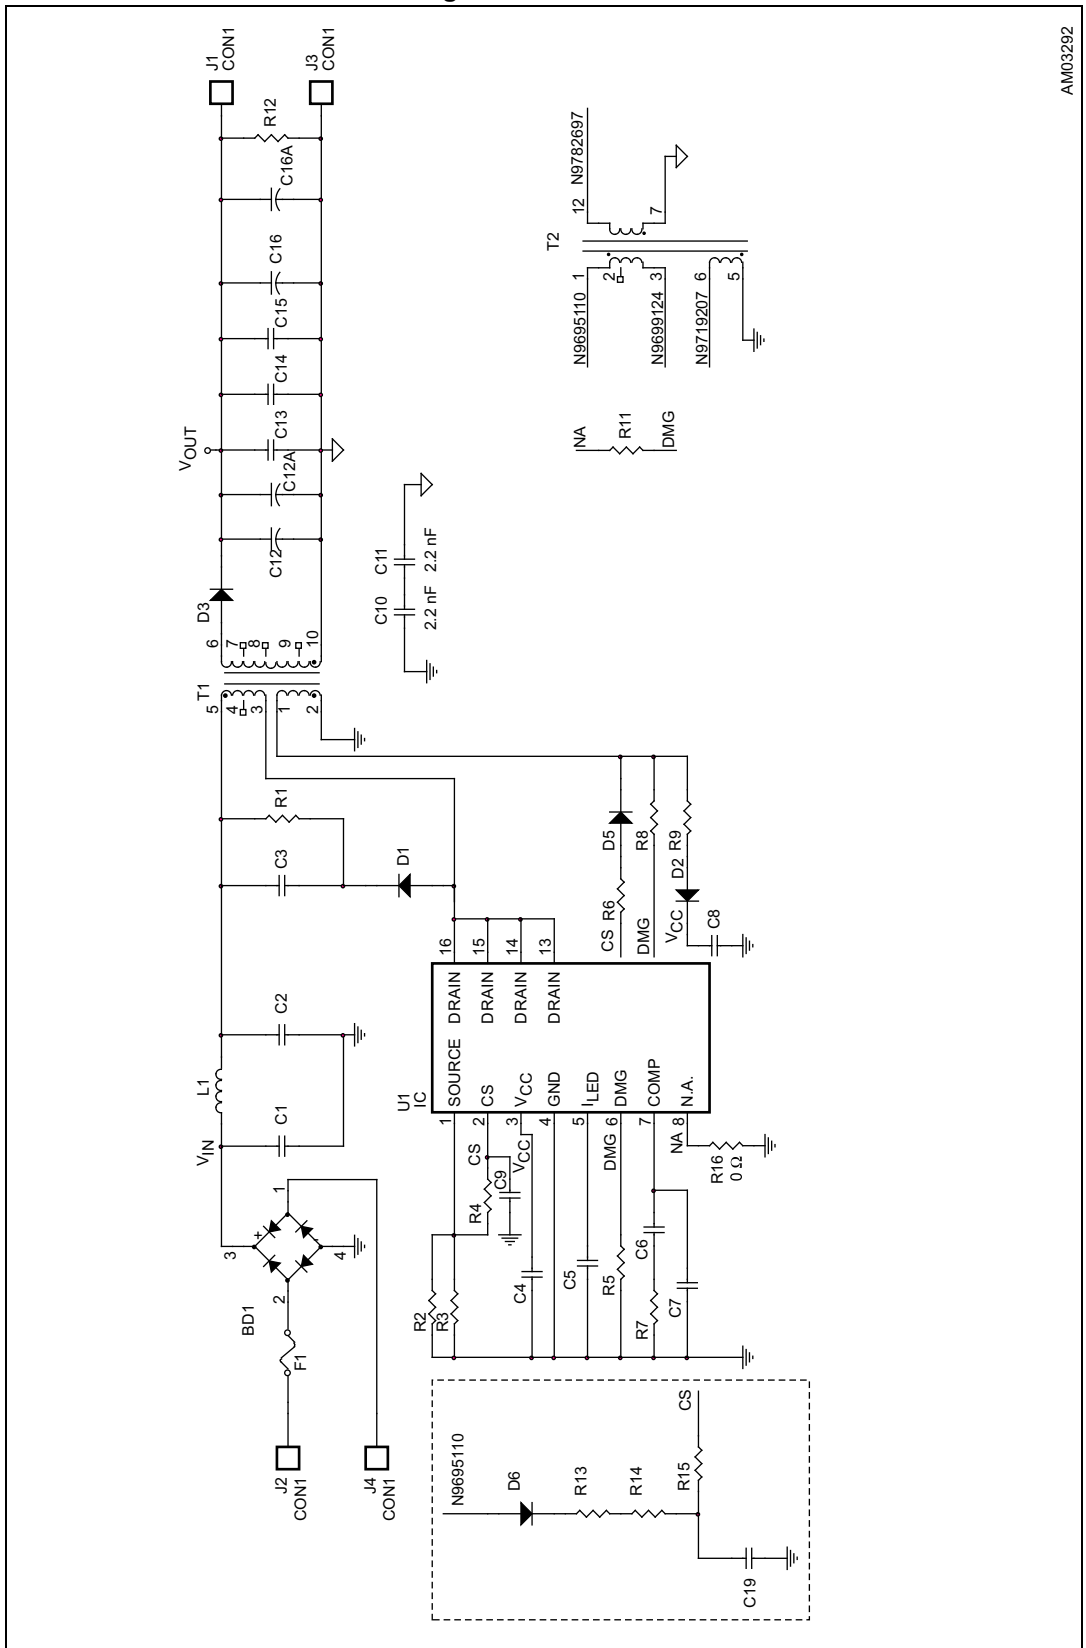 AM03292
J1
CON1
J3
CON1
R12
C16A
C16
C15
C14
C13
C12A
C12
VOUT
D3
T1
6
7
8
9
10
5
4
3
1
2
C10
2.2 nF
C11
2.2 nF
T2
N9782697
12
7
N9695110
1
2
N9699124
3
N9719207
6
5
NA
R11
DMG
R1
C3
D1
C2
L1
C1
VIN
BD1
3
1
2
4
+
-
F1
J2
CON1
J4
CON1
U1
IC
SOURCE
CS
VCC
GND
ILED
DMG
COMP
N.A.
1
2
3
4
5
6
7
8
DRAIN
DRAIN
DRAIN
DRAIN
16
15
14
13
CS
R6
D5
DMG
R8
R9
D2
VCC
C8
CS
R4
C9
VCC
R2
R3
C4
C5
DMG
R5
C6
R7
C7
NA
R16
0 Ω
N9695110
D6
R13
R14
R15
CS
C19